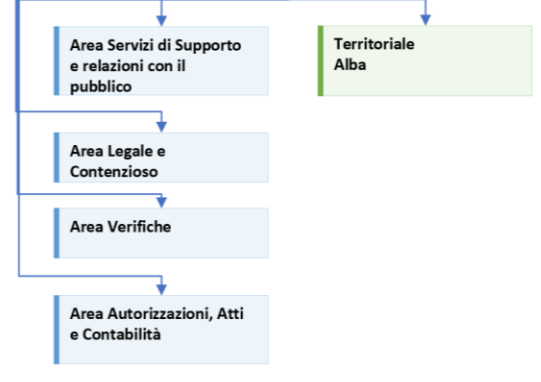 Area Servizi di Supporto
e relazioni con il
pubblico
Territoriale
Alba
Area Legale e
Contenzioso
Area Verifiche
Area Autorizzazioni, Atti
e Contabilità